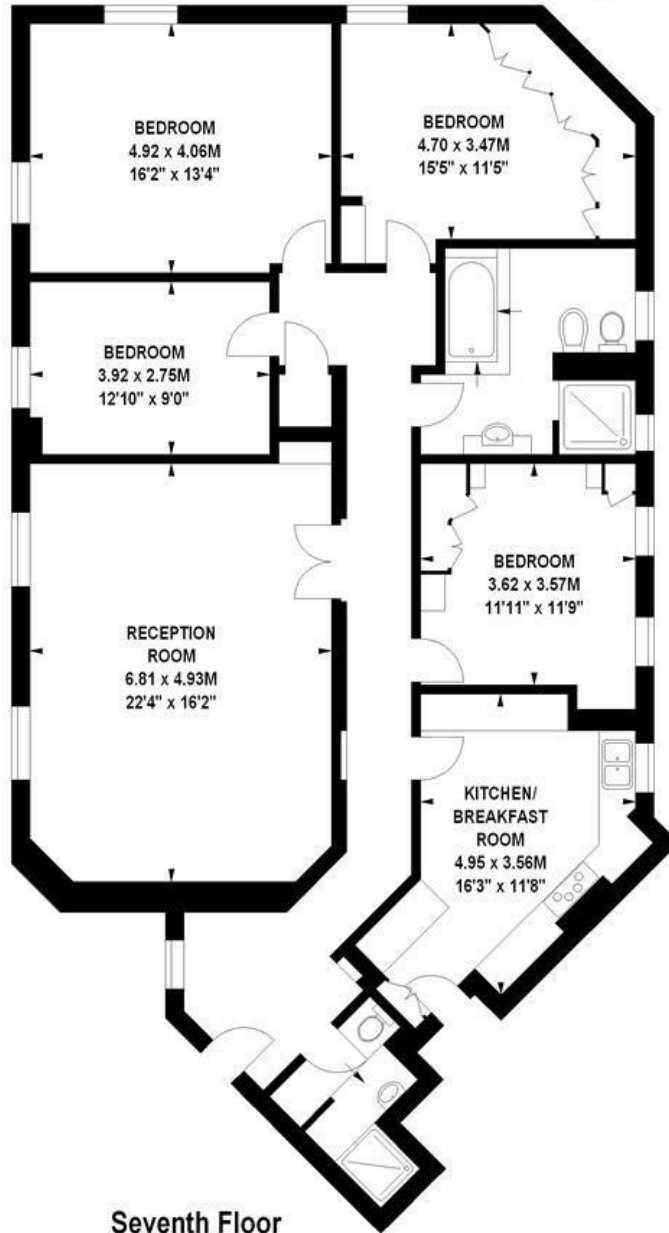 BEDROOM
4.92 x 4.06M
16'2" x 13'4"
BEDROOM
4.70 x 3.47M
15'5" x 11'5"
BEDROOM
3.92 x 2.75M
12'10" x 9'0"
BEDROOM
3.62 x 3.57M
11'11" x 11'9"
RECEPTION
ROOM
6.81 x 4.93M
22'4" x 16'2"
KITCHEN/
BREAKFAST
ROOM
4.95 x 3.56M
16'3" x 11'8"
Seventh Floor